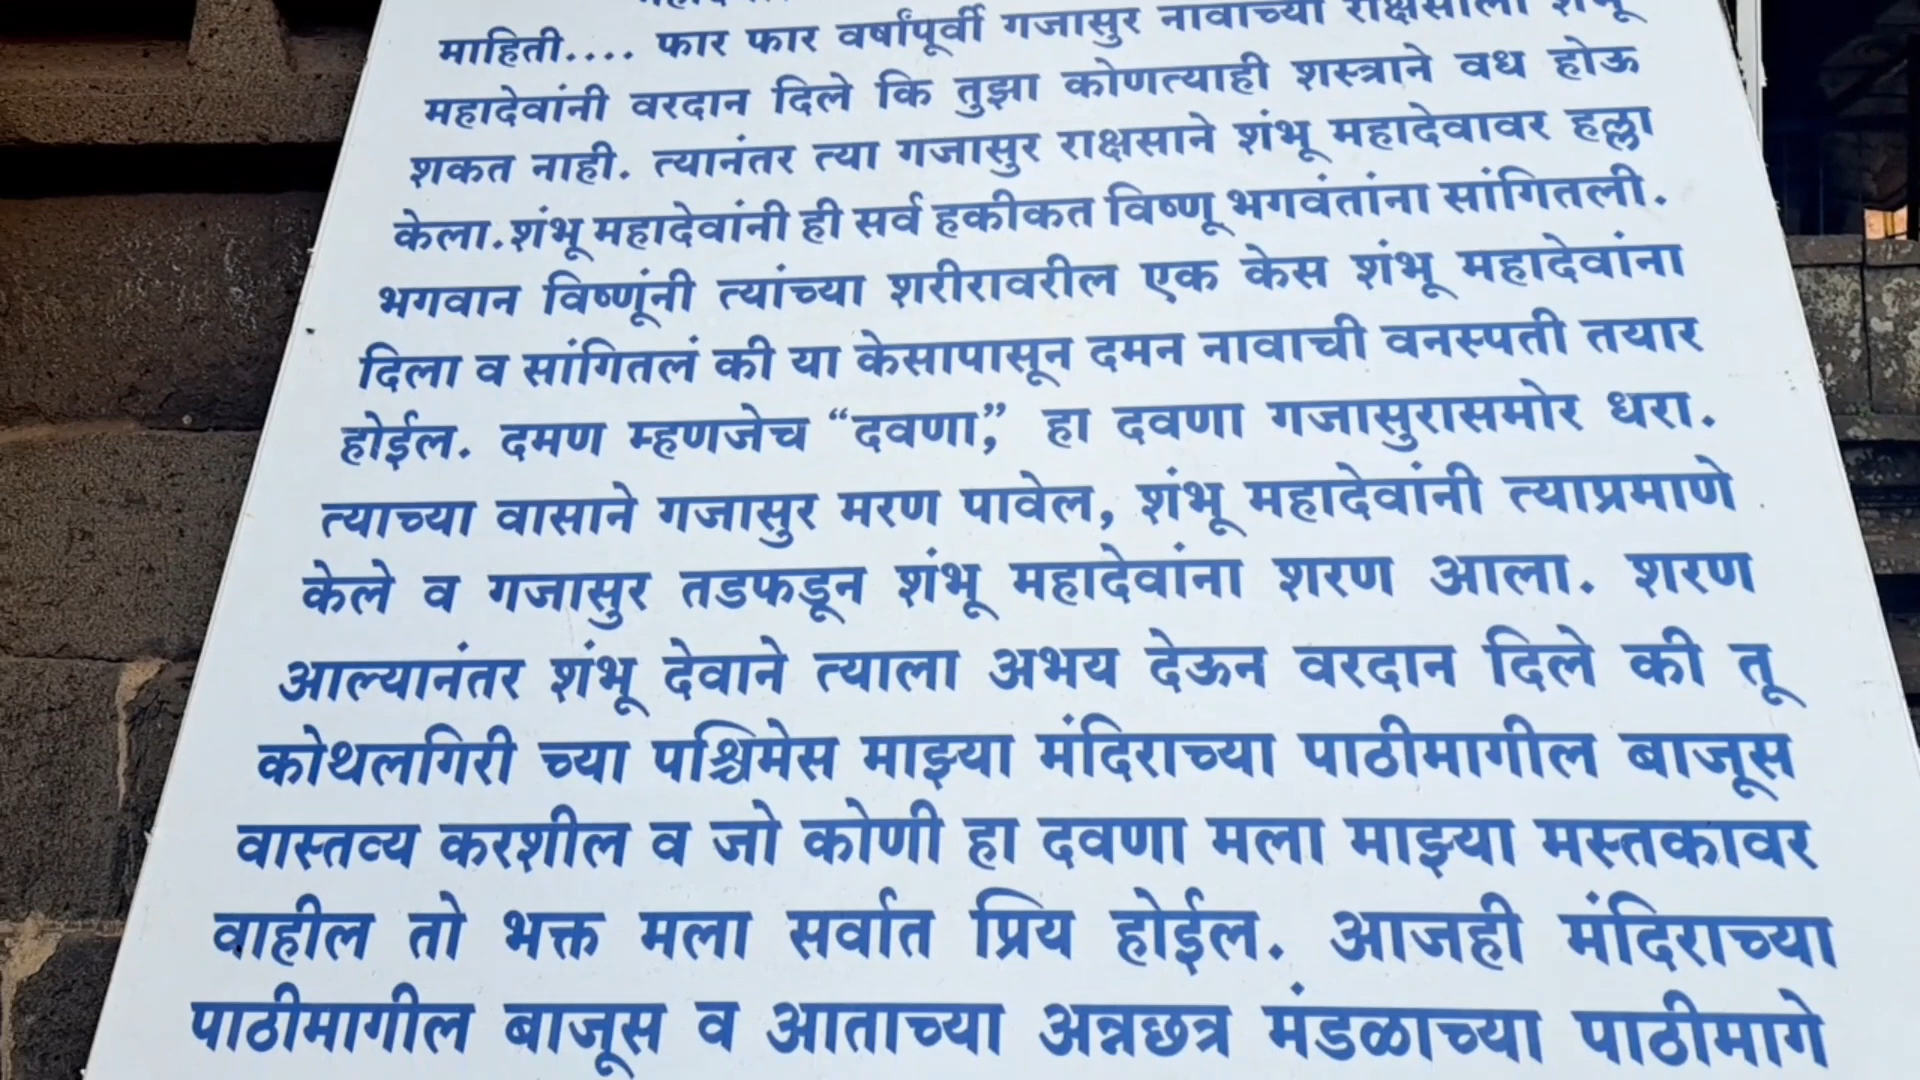 माहिती.... फार फार वर्षांपूर्वी गजासुर नावाच्या राक्षसाला शंभू
महादेवांनी वरदान दिले कि तुझा कोणत्याही शस्त्राने वध होऊ
शकत नाही. त्यानंतर त्या गजासुर राक्षसाने शंभू महादेवावर हल्ला
केला.शंभू महादेवांनी ही सर्व हकीकत विष्णू भगवंतांना सांगितली.
भगवान विष्णूंनी त्यांच्या शरीरावरील एक केस शंभू महादेवांना
दिला व सांगितलं की या केसापासून दमन नावाची वनस्पती तयार
होईल. दमण म्हणजेच “दवणा”, हा दवणा गजासुरासमोर धरा.
त्याच्या वासाने गजासुर मरण पावेल, शंभू महादेवांनी त्याप्रमाणे
केले व गजासुर तडफडून शंभू महादेवांना शरण आला. शरण
आल्यानंतर शंभू देवाने त्याला अभय देऊन वरदान दिले की तू
कोथलगिरी च्या पश्चिमेस माझ्या मंदिराच्या पाठीमागील बाजूस
वास्तव्य करशील व जो कोणी हा दवणा मला माझ्या मस्तकावर
वाहील तो भक्त मला सर्वात प्रिय होईल. आजही मंदिराच्या
पाठीमागील बाजूस व आताच्या अन्नछत्र मंडळाच्या पाठीमागे